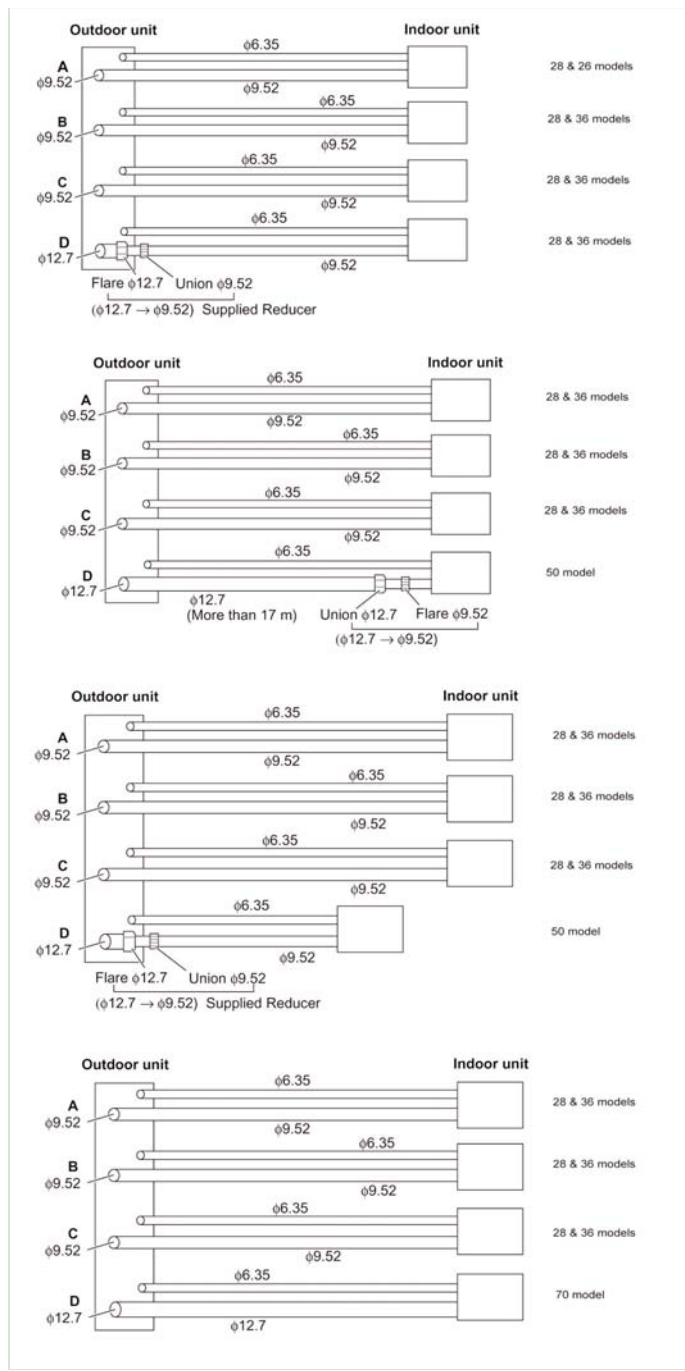 Outdoor unit Indoor unit
φ6.35
A
φ9.52
φ9.52
28 & 26 models
φ6.35
B
φ9.52
φ9.52
28 & 36 models
φ6.35
C
φ9.52
φ9.52
28 & 36 models
φ6.35
D
φ12.7
φ9.52
28 & 36 models
Flare φ12.7 Union φ9.52
(φ12.7 → φ9.52) Supplied Reducer
Outdoor unit Indoor unit
φ6.35
A
φ9.52
φ9.52
28 & 36 models
φ6.35
B
φ9.52
φ9.52
28 & 36 models
φ6.35
C
φ9.52
φ9.52
28 & 36 models
φ6.35
D
φ12.7
φ12.7
(More than 17 m)
50 model
Union φ12.7 Flare φ9.52
(φ12.7 → φ9.52)
Outdoor unit Indoor unit
φ6.35
A
φ9.52
φ9.52
28 & 36 models
φ6.35
B
φ9.52
φ9.52
28 & 36 models
φ6.35
C
φ9.52
φ9.52
28 & 36 models
φ6.35
D
φ12.7
φ9.52
50 model
Flare φ12.7 Union φ9.52
(φ12.7 → φ9.52) Supplied Reducer
Outdoor unit Indoor unit
φ6.35
A
φ9.52
φ9.52
28 & 36 models
φ6.35
B
φ9.52
φ9.52
28 & 36 models
φ6.35
C
φ9.52
φ9.52
28 & 36 models
φ6.35
D
φ12.7
φ12.7
70 model